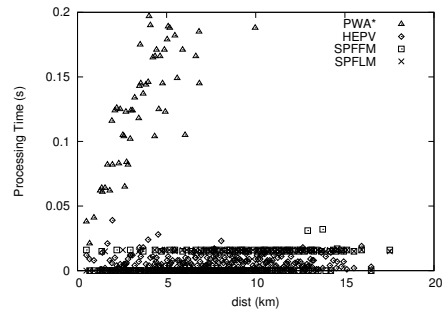 0.2
0.15
0.1
0.05
0
Processing Time (s)
PWA*
HEPV
SPFFM
SPFLM
0 5 10 15 20
dist (km)